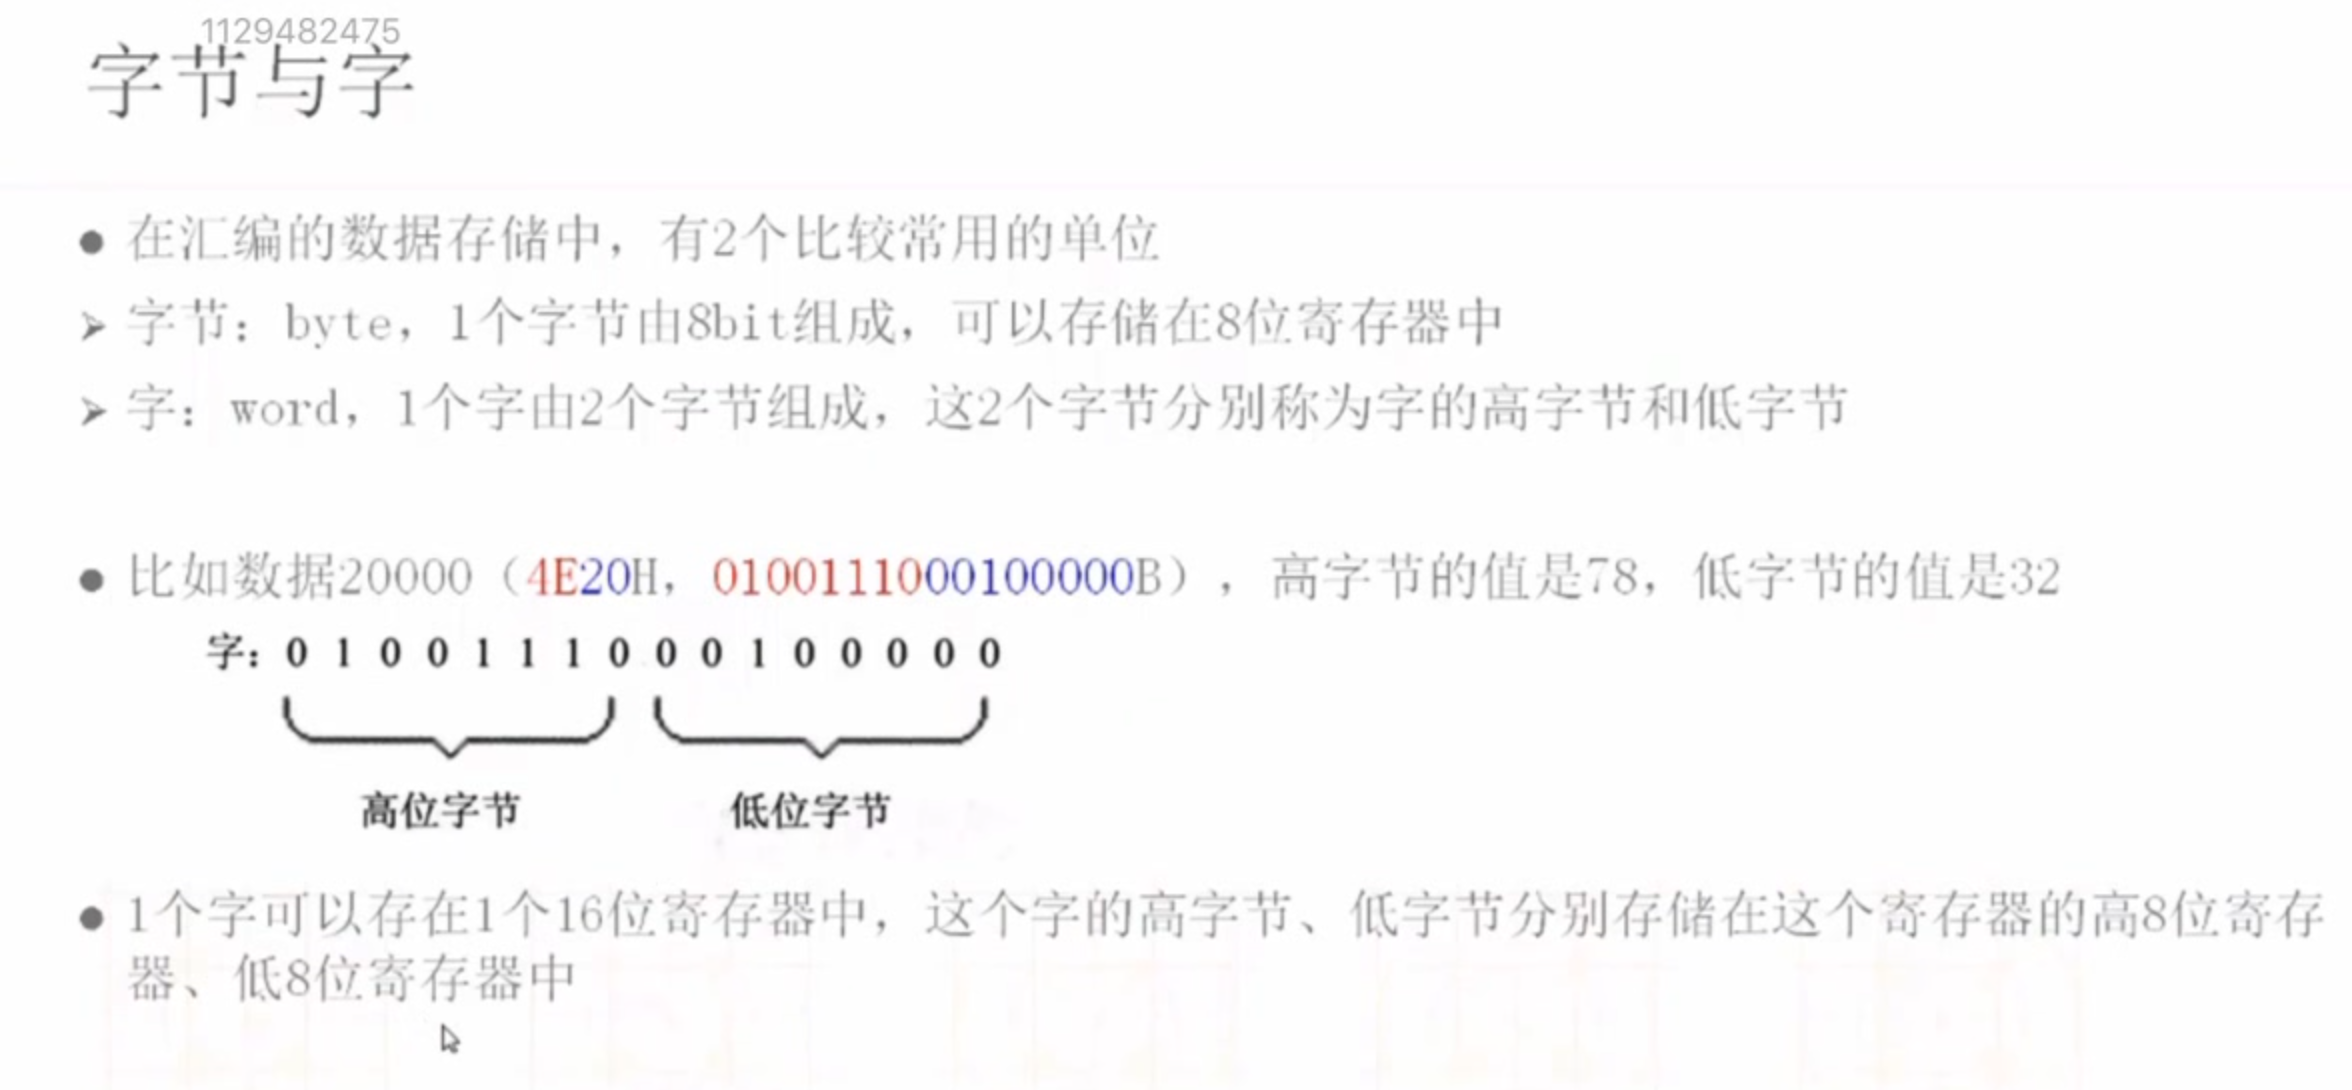 1129482475
字节与字
● 在汇编的数据存储中，有2个比较常用的单位
➢ 字节：byte，1个字节由8bit组成，可以存储在8位寄存器中
➢ 字：word，1个字由2个字节组成，这2个字节分别称为字的高字节和低字节
● 比如数据20000（4E20H，0100111000100000B），高字节的值是78，低字节的值是32
字：0 1 0 0 1 1 1 0 0 0 1 0 0 0 0 0
高位字节 低位字节
● 1个字可以存在1个16位寄存器中，这个字的高字节、低字节分别存储在这个寄存器的高8位寄存
器、低8位寄存器中